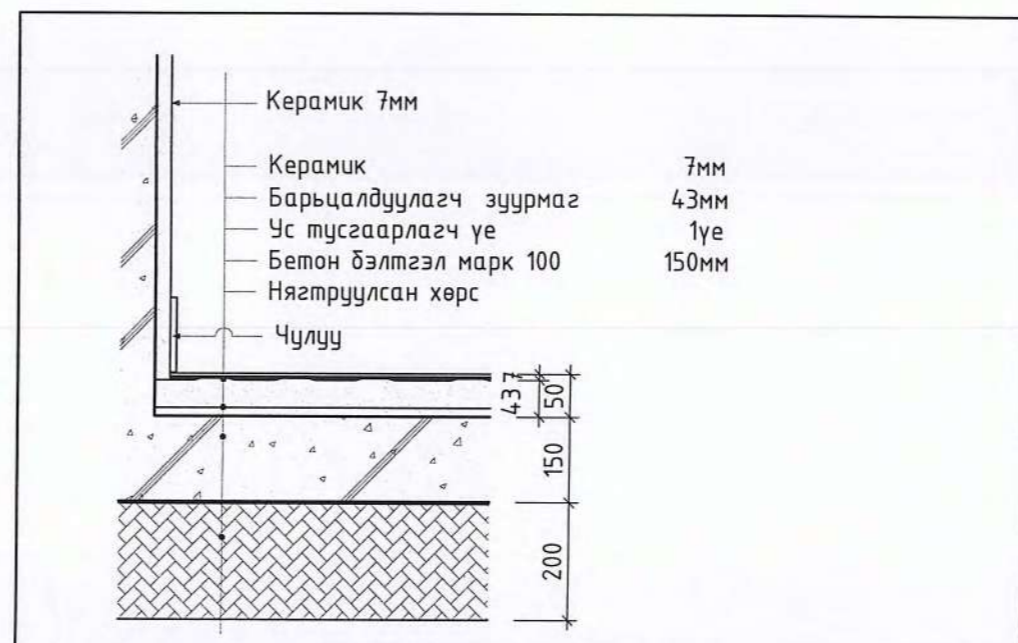 Керамик 7мм
Керамик 7мм
Барьцалдуулагч зуурмаг 43мм
Ус тусгаарлагч үе 1үе
Бетон бэлтгэл марк 100 150мм
Нягтруулсан хөрс
Чулуу
7
43
50
150
200